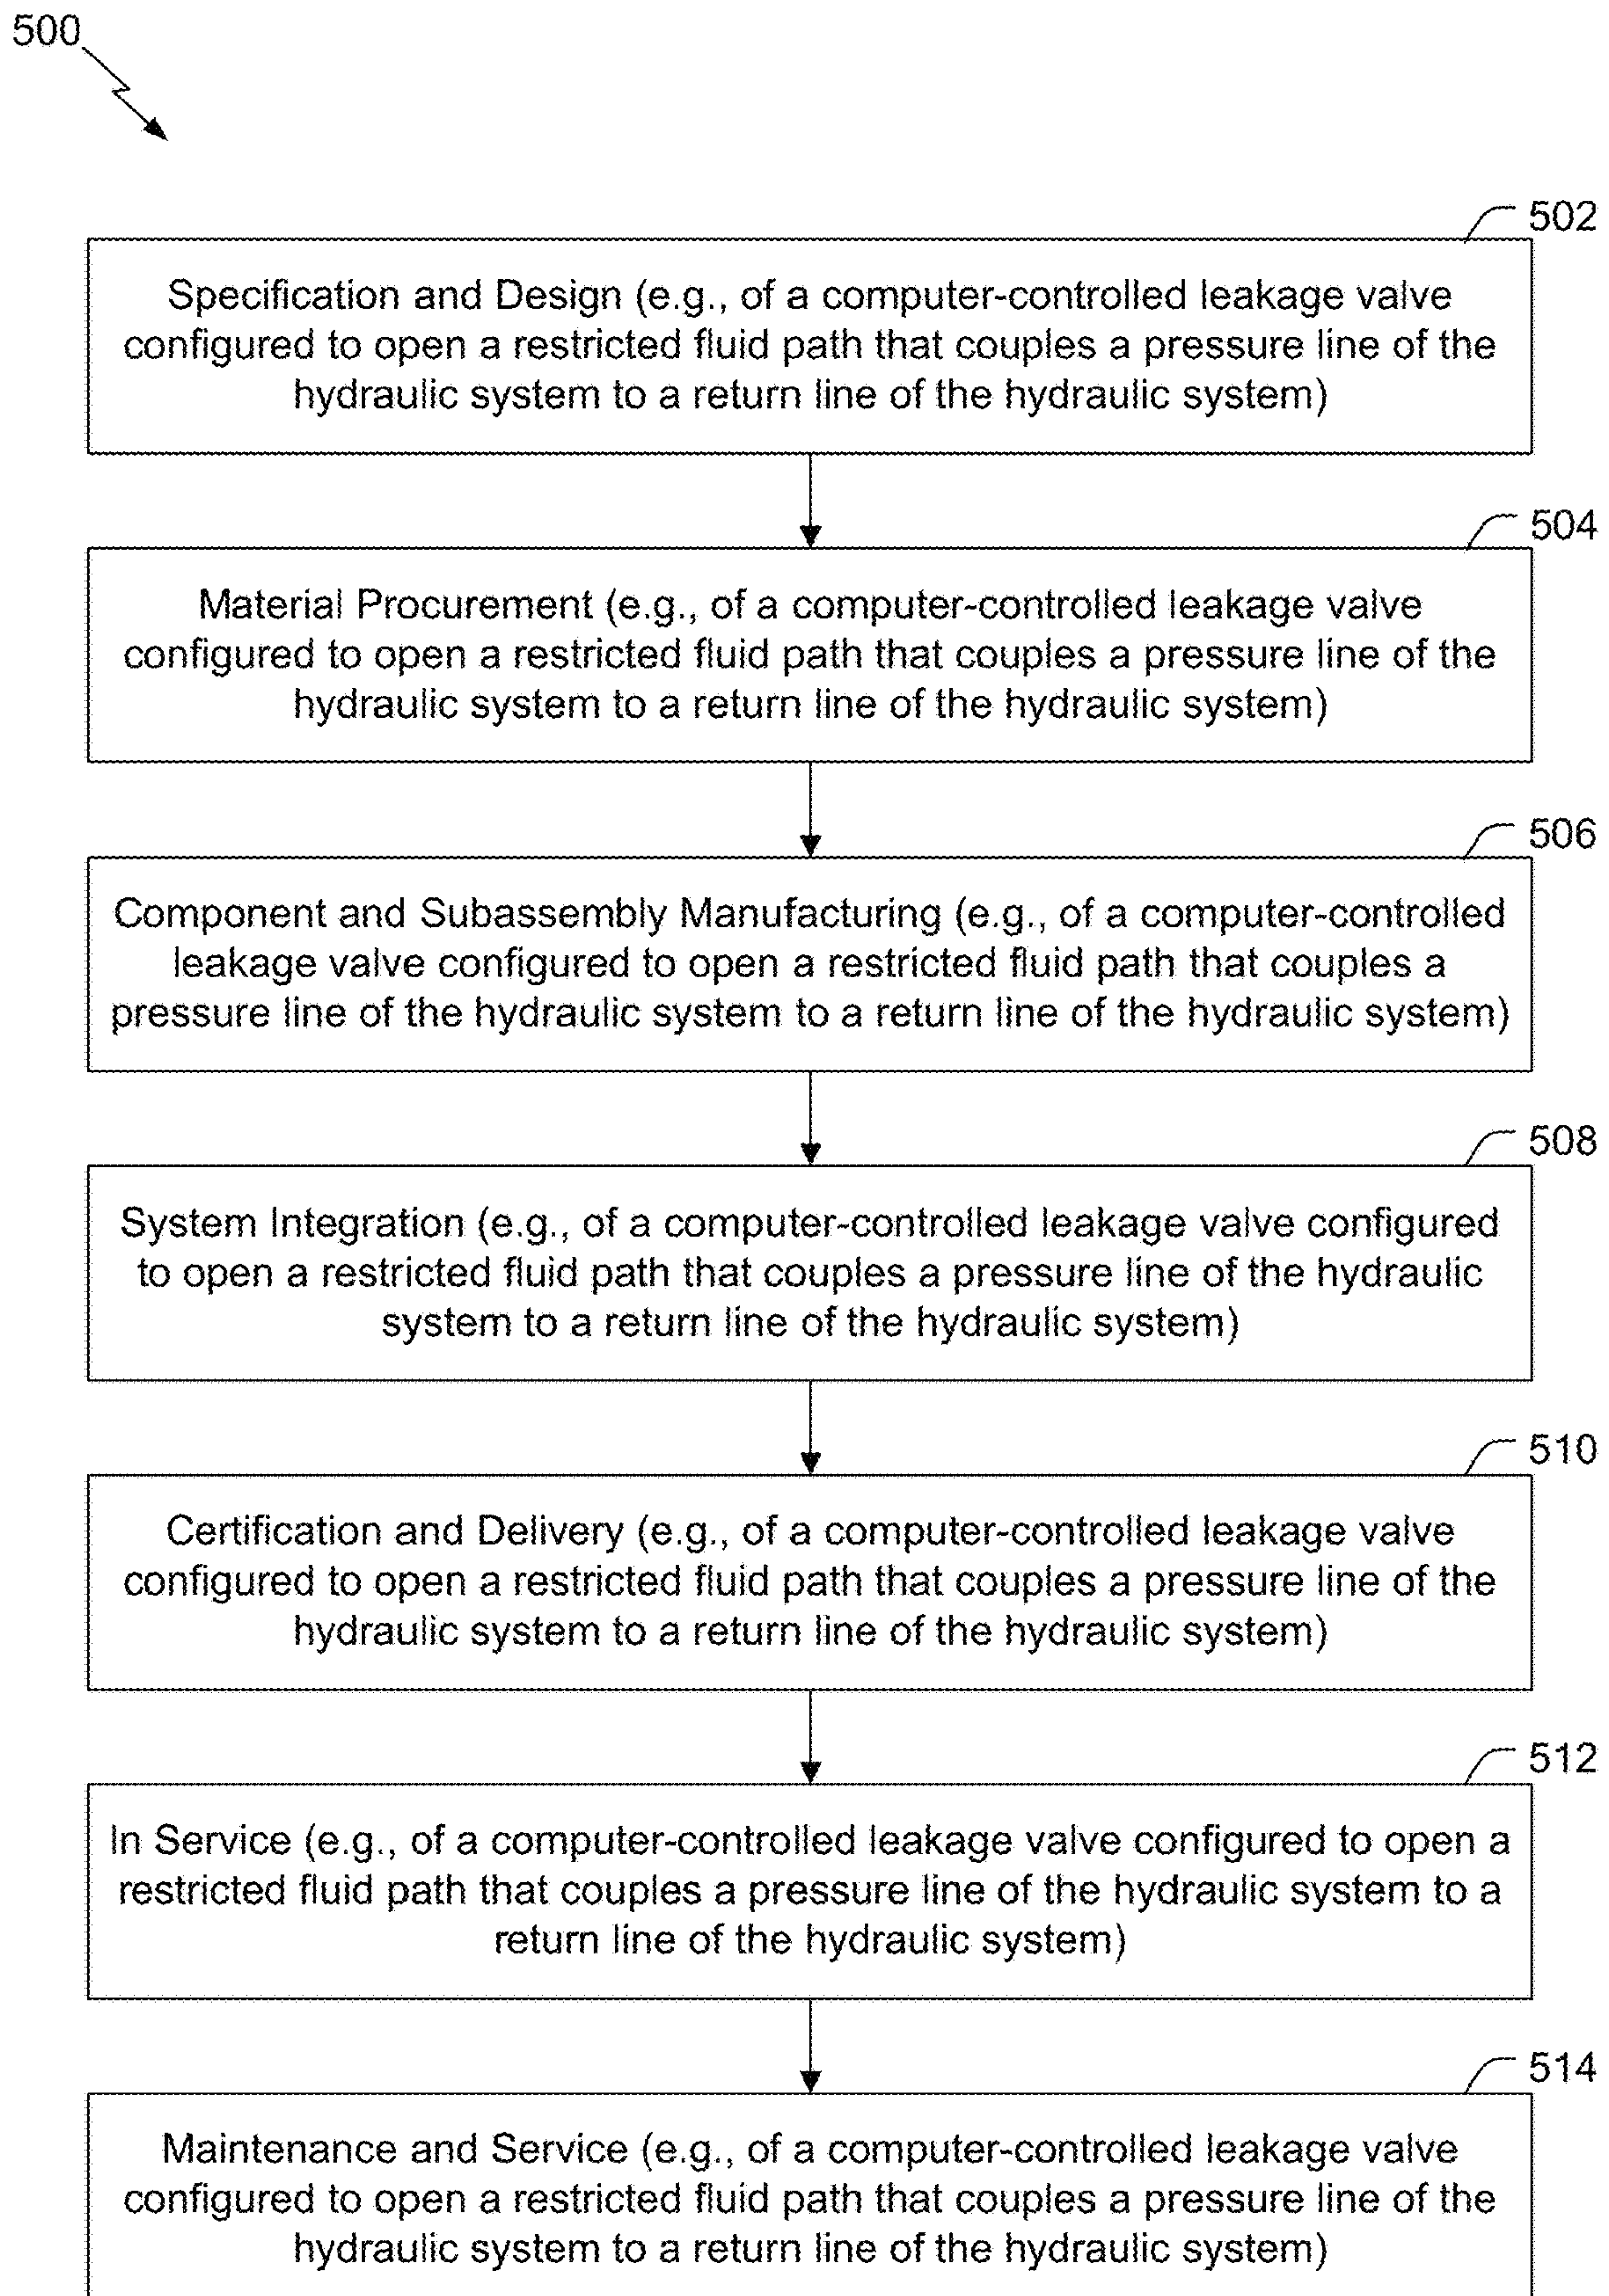 500
502
Specification and Design (e.g., of a computer-controlled leakage valve
configured to open a restricted fluid path that couples a pressure line of the
hydraulic system to a return line of the hydraulic system)
504
Material Procurement (e.g., of a computer-controlled leakage valve
configured to open a restricted fluid path that couples a pressure line of the
hydraulic system to a return line of the hydraulic system)
506
Component and Subassembly Manufacturing (e.g., of a computer-controlled
leakage valve configured to open a restricted fluid path that couples a
pressure line of the hydraulic system to a return line of the hydraulic system)
508
System Integration (e.g., of a computer-controlled leakage valve configured
to open a restricted fluid path that couples a pressure line of the hydraulic
system to a return line of the hydraulic system)
510
Certification and Delivery (e.g., of a computer-controlled leakage valve
configured to open a restricted fluid path that couples a pressure line of the
hydraulic system to a return line of the hydraulic system)
512
In Service (e.g., of a computer-controlled leakage valve configured to open a
restricted fluid path that couples a pressure line of the hydraulic system to a
return line of the hydraulic system)
514
Maintenance and Service (e.g., of a computer-controlled leakage valve
configured to open a restricted fluid path that couples a pressure line of the
hydraulic system to a return line of the hydraulic system)